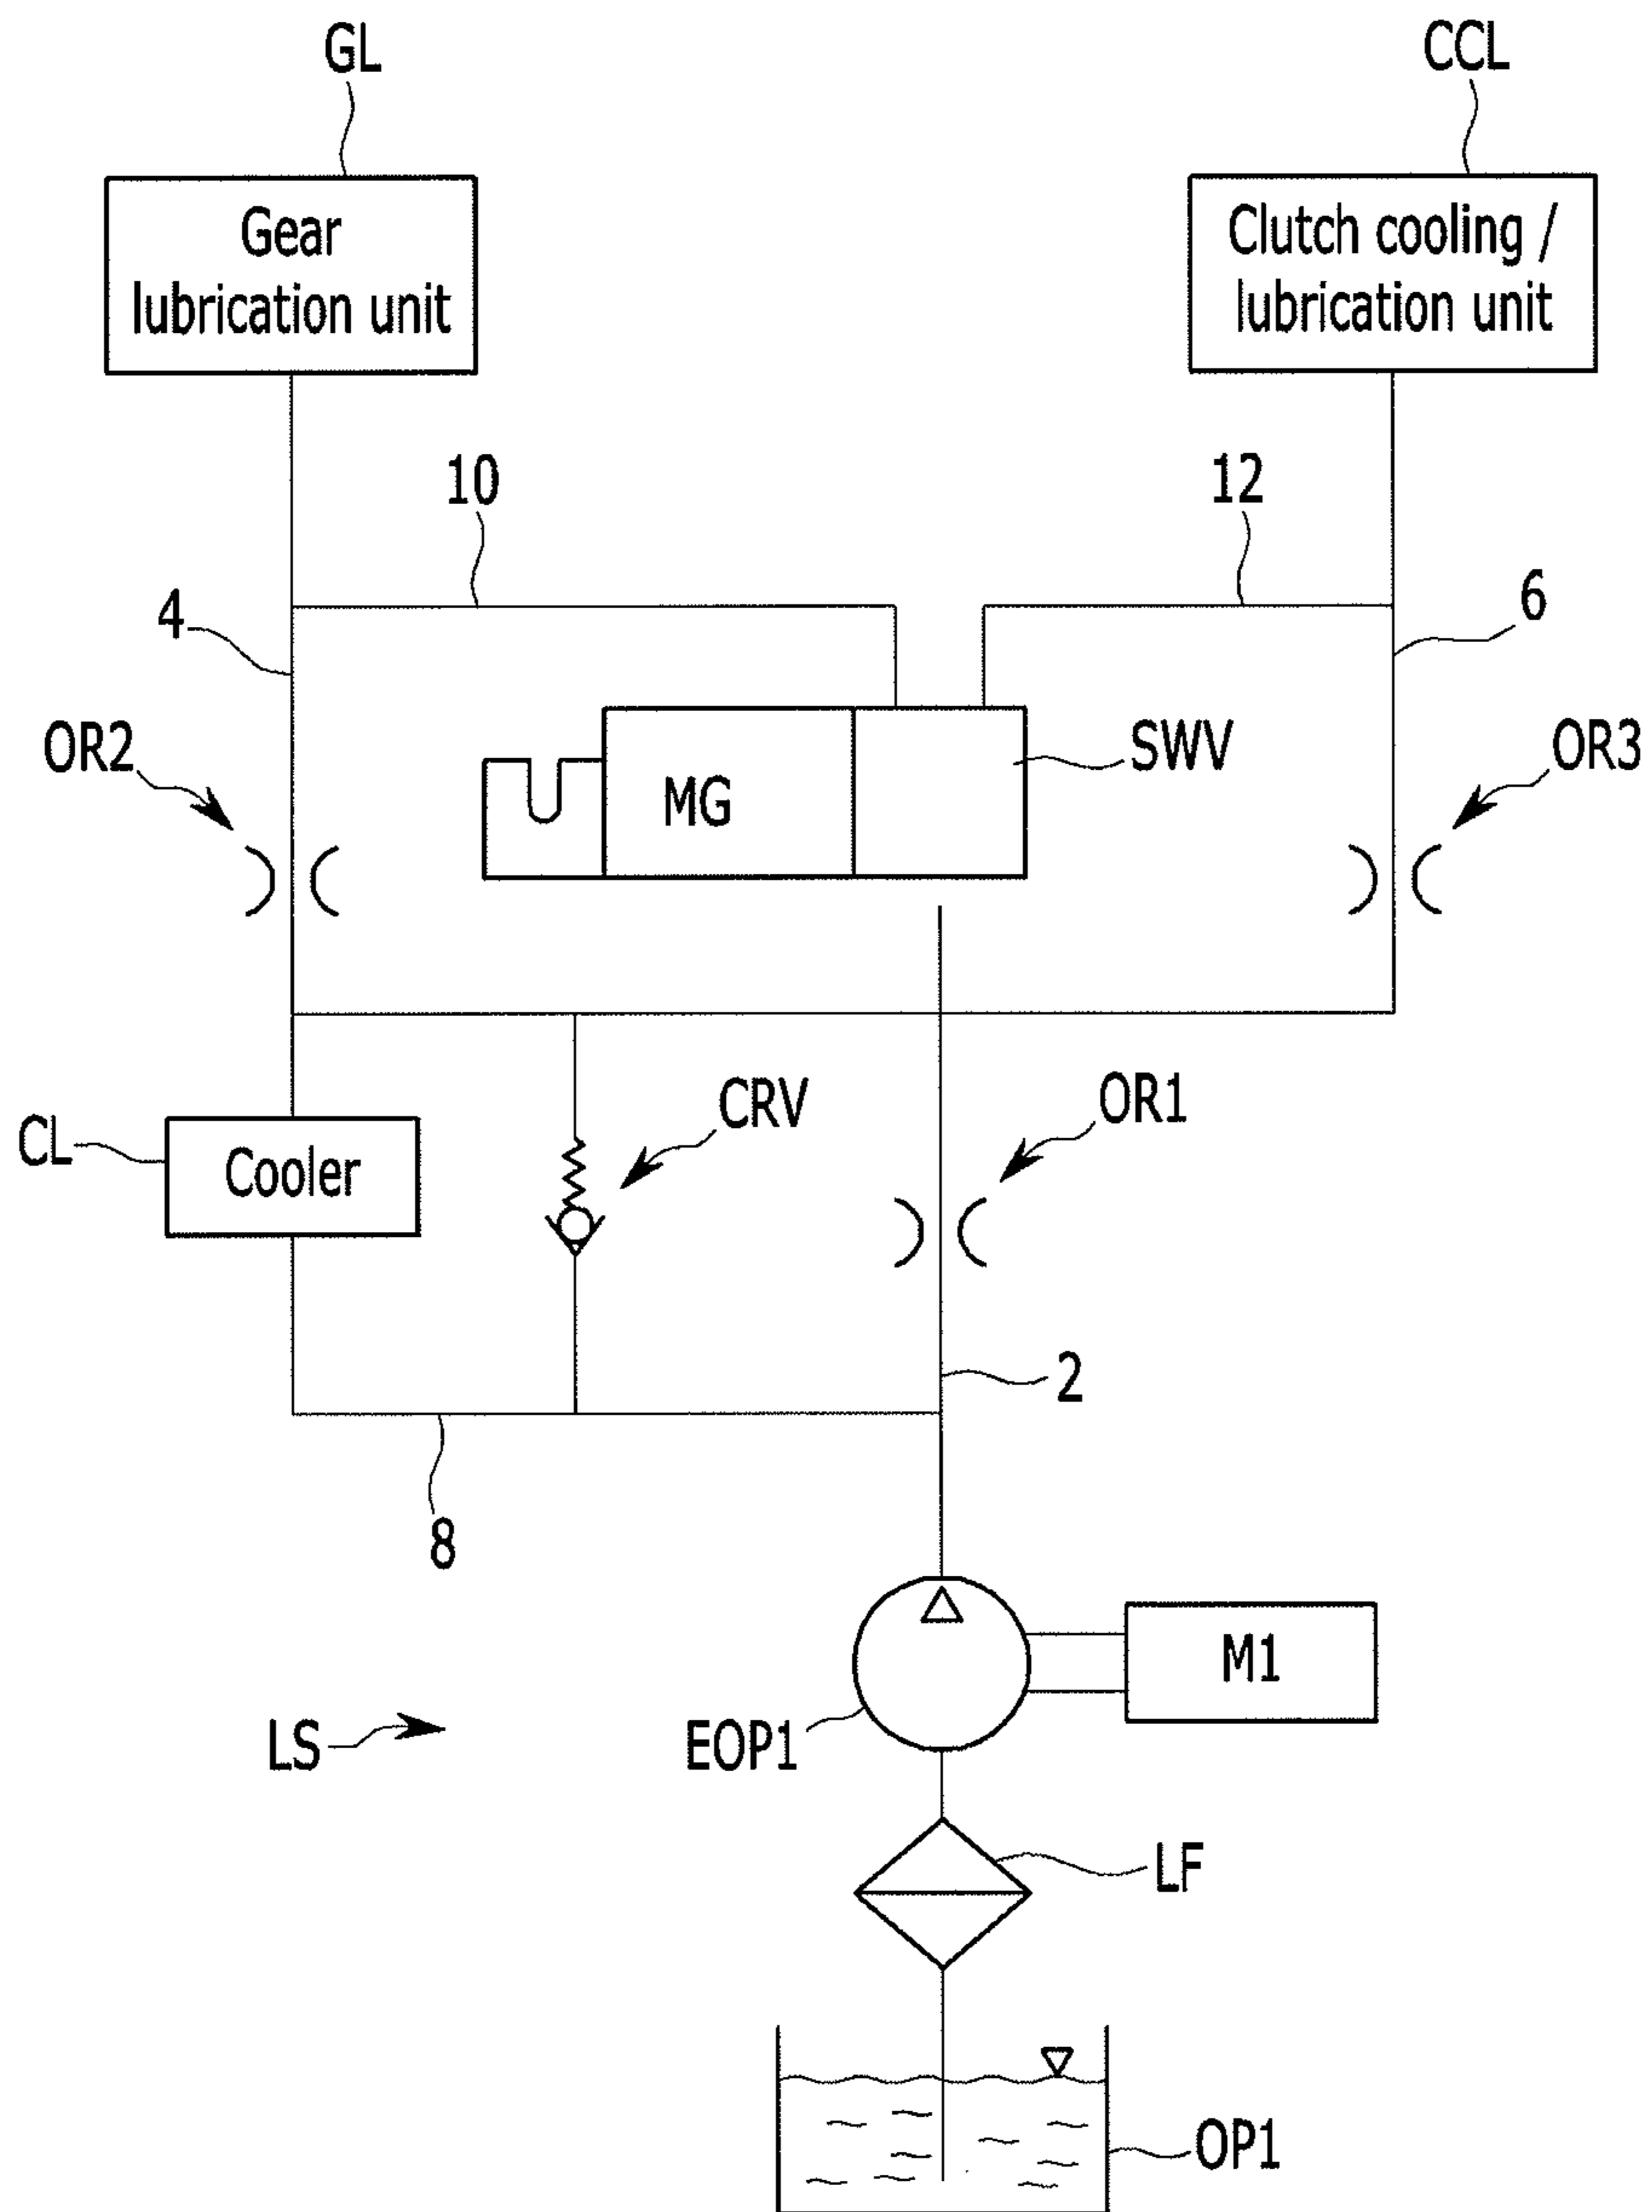 GL
CCL
Gear
lubrication unit
Clutch cooling /
lubrication unit
10
12
4
6
OR2
MG
SWV
OR3
CRV
OR1
CL
Cooler
2
8
M1
LS
EOP1
LF
OP1